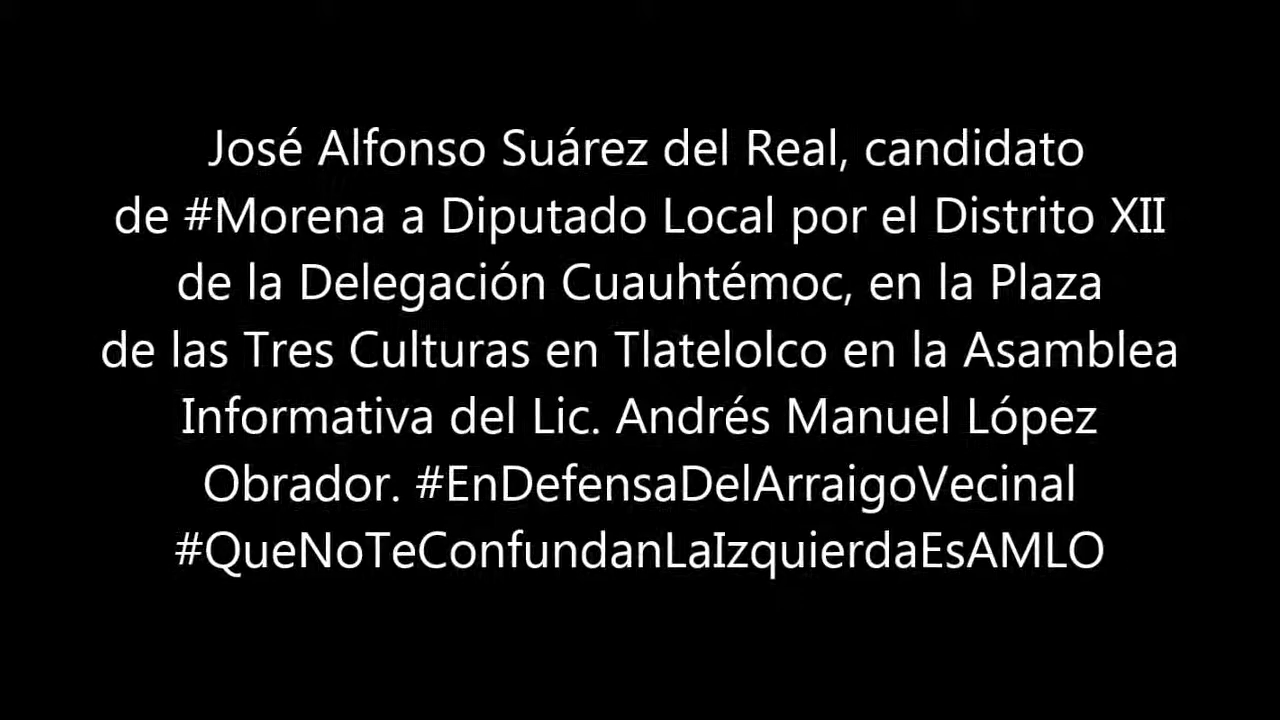 José Alfonso Suárez del Real, candidato
de #Morena a Diputado Local por el Distrito XII
de la Delegación Cuauhtémoc, en la Plaza
de las Tres Culturas en Tlatelolco en la Asamblea
Informativa del Lic. Andrés Manuel López
Obrador. #EnDefensaDelArraigoVecinal
#QueNoTeConfundanLaIzquierdaEsAMLO